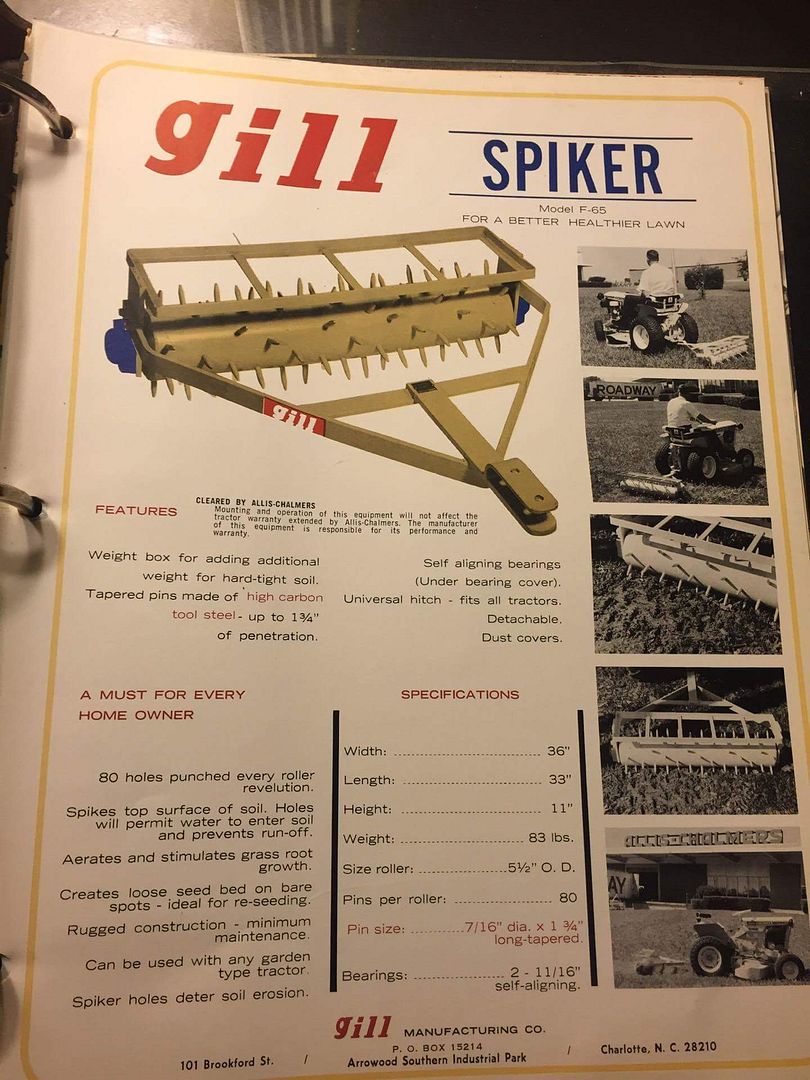 gill
SPIKER
Model F-65
FOR A BETTER HEALTHIER LAWN
gill
ROADWAY
FEATURES
CLEARED BY ALLIS-CHALMERS
Mounting and operation of this equipment will not affect the
tractor warranty extended by Allis-Chalmers. The manufacturer
of this equipment is responsible for its performance and
warranty.
Weight box for adding additional
weight for hard-tight soil.
Tapered pins made of high carbon
tool steel - up to 1¾"
of penetration.
Self aligning bearings
(Under bearing cover).
Universal hitch - fits all tractors.
Detachable.
Dust covers.
A MUST FOR EVERY
HOME OWNER
80 holes punched every roller
revelution.
Spikes top surface of soil. Holes
will permit water to enter soil
and prevents run-off.
Aerates and stimulates grass root
growth.
Creates loose seed bed on bare
spots - ideal for re-seeding.
Rugged construction - minimum
maintenance.
Can be used with any garden
type tractor.
Spiker holes deter soil erosion.
SPECIFICATIONS
Width: 36"
Length: 33"
Height: 11"
Weight: 83 lbs.
Size roller: 5½" O. D.
Pins per roller: 80
Pin size: 7/16" dia. x 1 ¾"
long-tapered.
Bearings: 2 - 11/16"
self-aligning.
ALLIS-CHALMERS
AY
gill MANUFACTURING CO.
P. O. BOX 15214
101 Brookford St. / Arrowood Southern Industrial Park / Charlotte, N. C. 28210